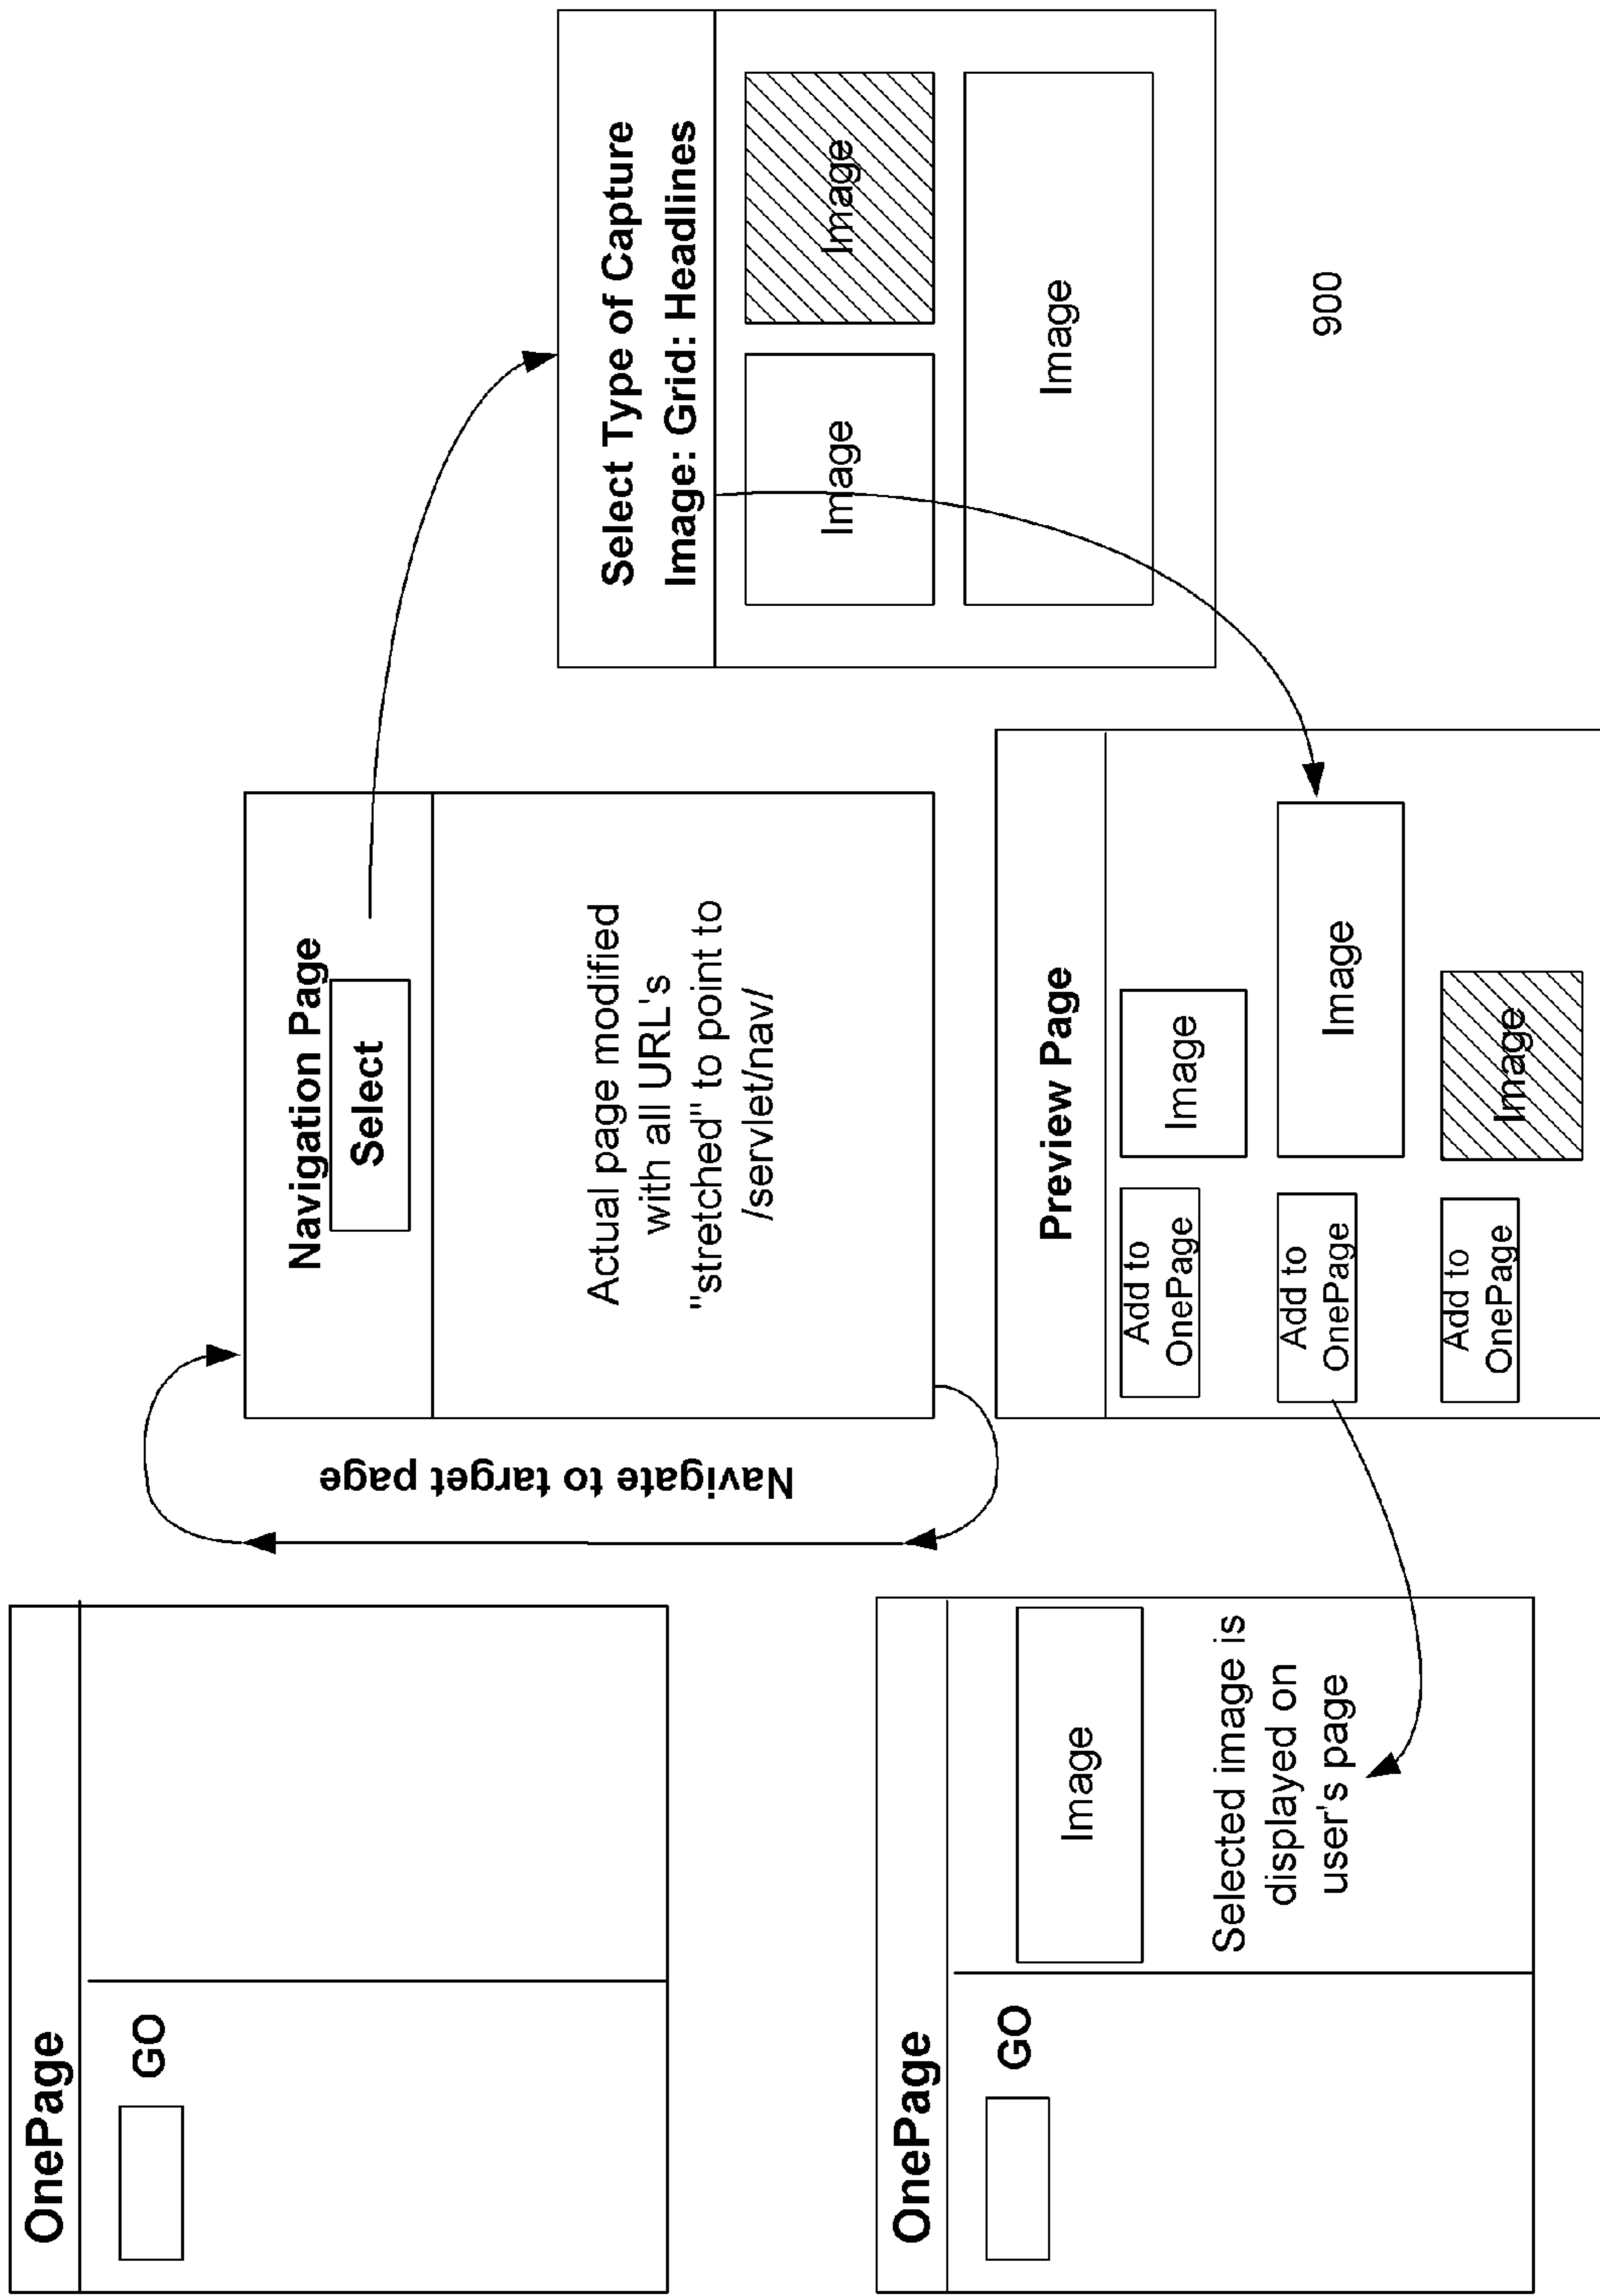 OnePage
GO
Navigate to target page
Navigation Page
Select
Actual page modified
with all URL's
"stretched" to point to
/servlet/nav/
Select Type of Capture
Image: Grid: Headlines
Image
Image
Image
OnePage
GO
Image
Selected image is
displayed on
user's page
Preview Page
Add to
OnePage
Image
Add to
OnePage
Image
Add to
OnePage
Image
900